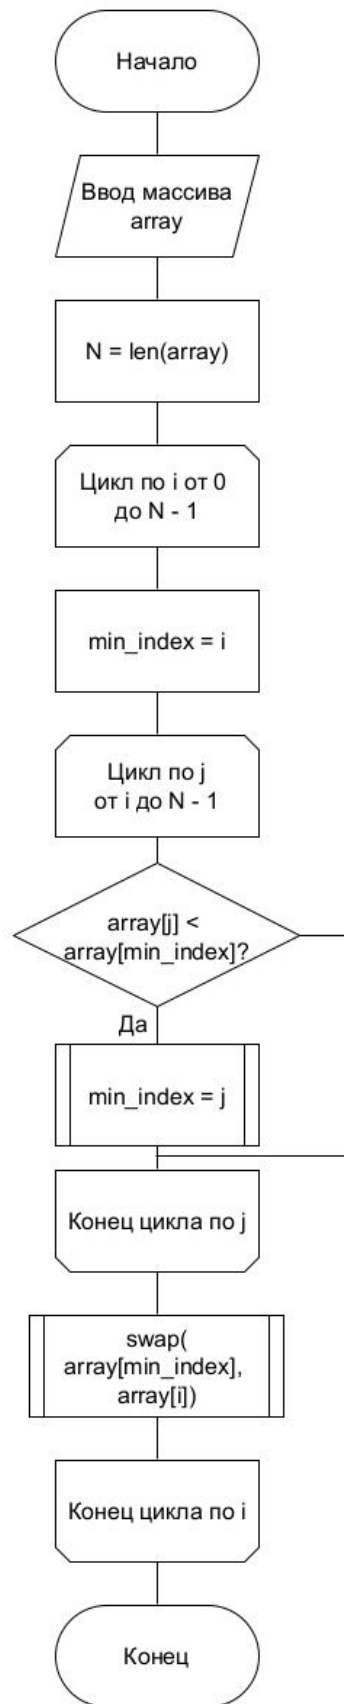 Начало
Ввод массива
array
N = len(array)
Цикл по i от 0
до N - 1
min_index = i
Цикл по j
от i до N - 1
array[j] <
array[min_index]?
Да
min_index = j
Конец цикла по j
swap(
array[min_index],
array[i])
Конец цикла по i
Конец